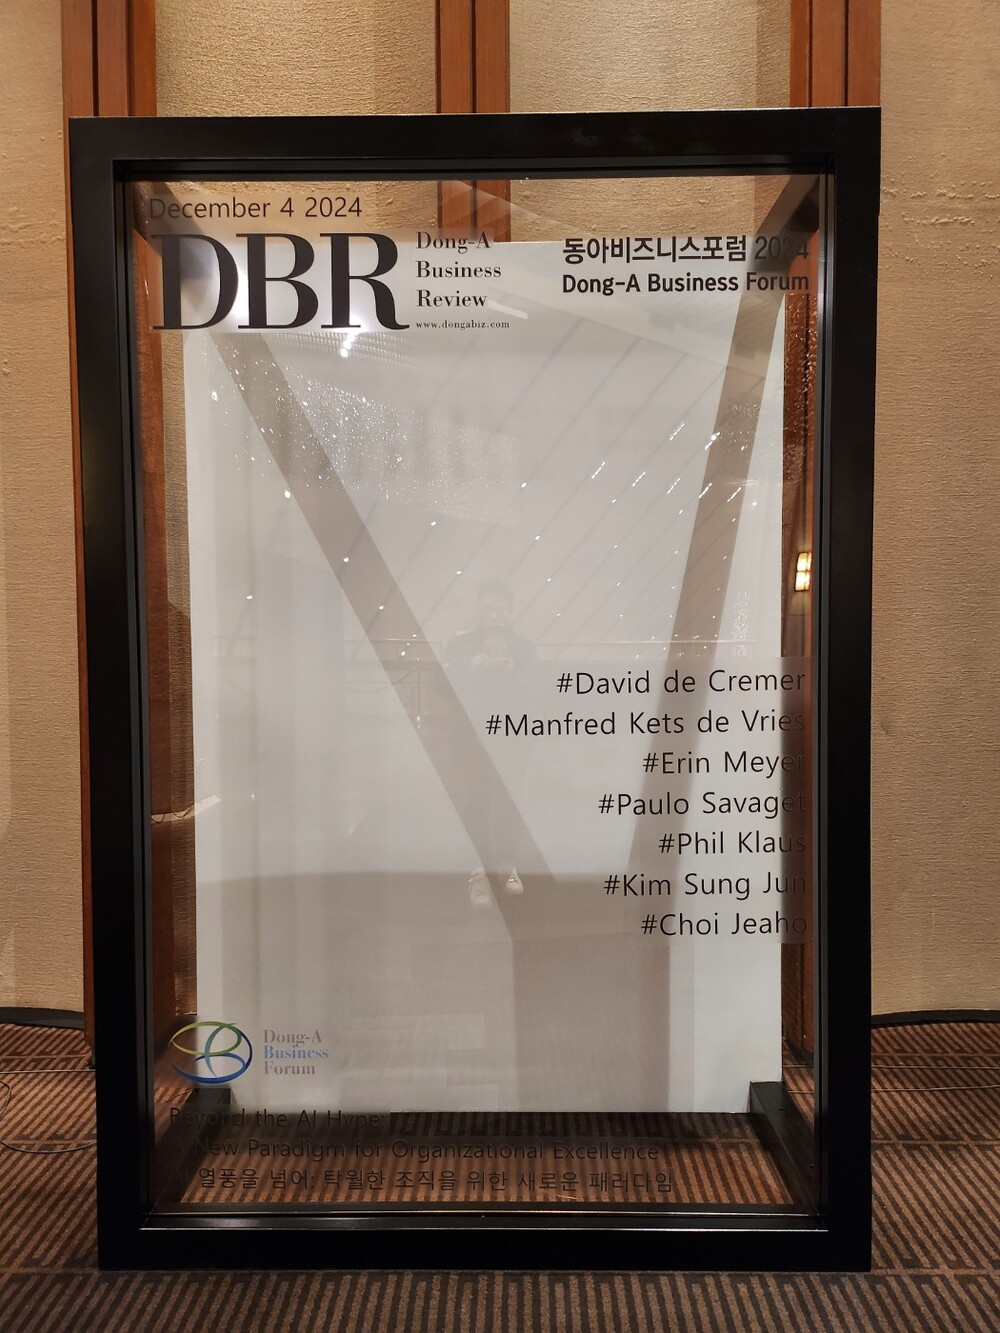 December 4 2024
DBR
Dong-A
Business
Review
www.dongabiz.com
동아비즈니스포럼 2024
Dong-A Business Forum
#David de Cremer
#Manfred Kets de Vries
#Erin Meyer
#Paulo Savaget
#Phil Klaus
#Kim Sung Jun
#Choi Jeaho
Dong-A
Business
Forum
Beyond the AI Hype:
New Paradigm for Organizational Excellence
열풍을 넘어: 탁월한 조직을 위한 새로운 패러다임